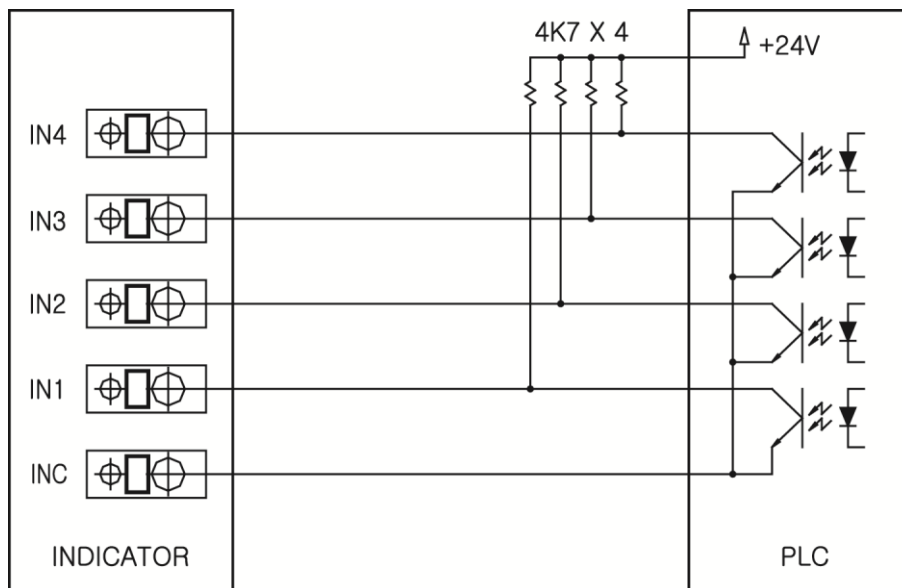 4K7 X 4
+24V
IN4
IN3
IN2
IN1
INC
INDICATOR
PLC